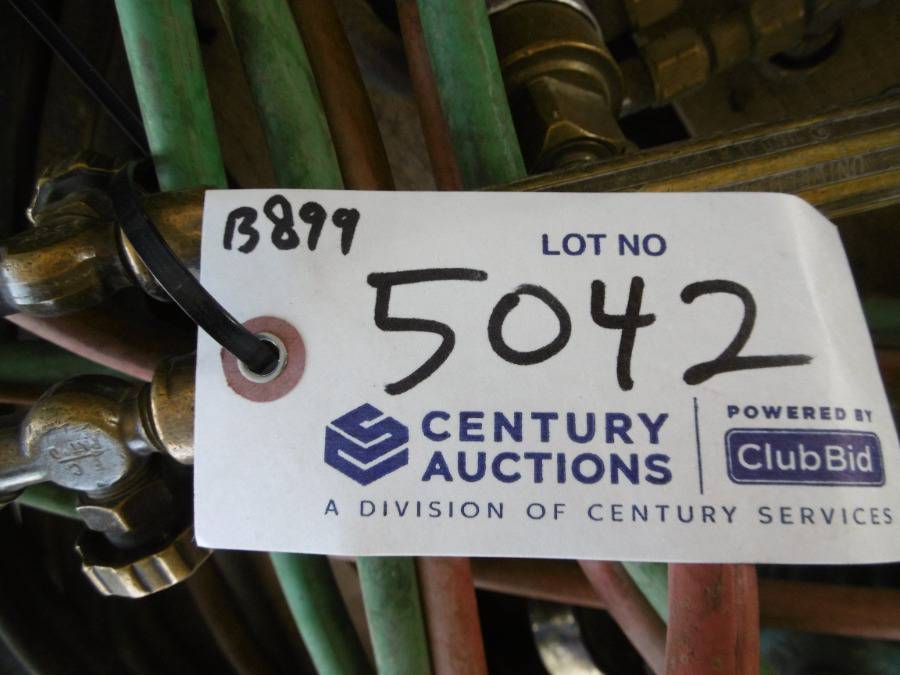 B899
LOT NO
5042
CENTURY
AUCTIONS
POWERED BY
ClubBid
A DIVISION OF CENTURY SERVICES